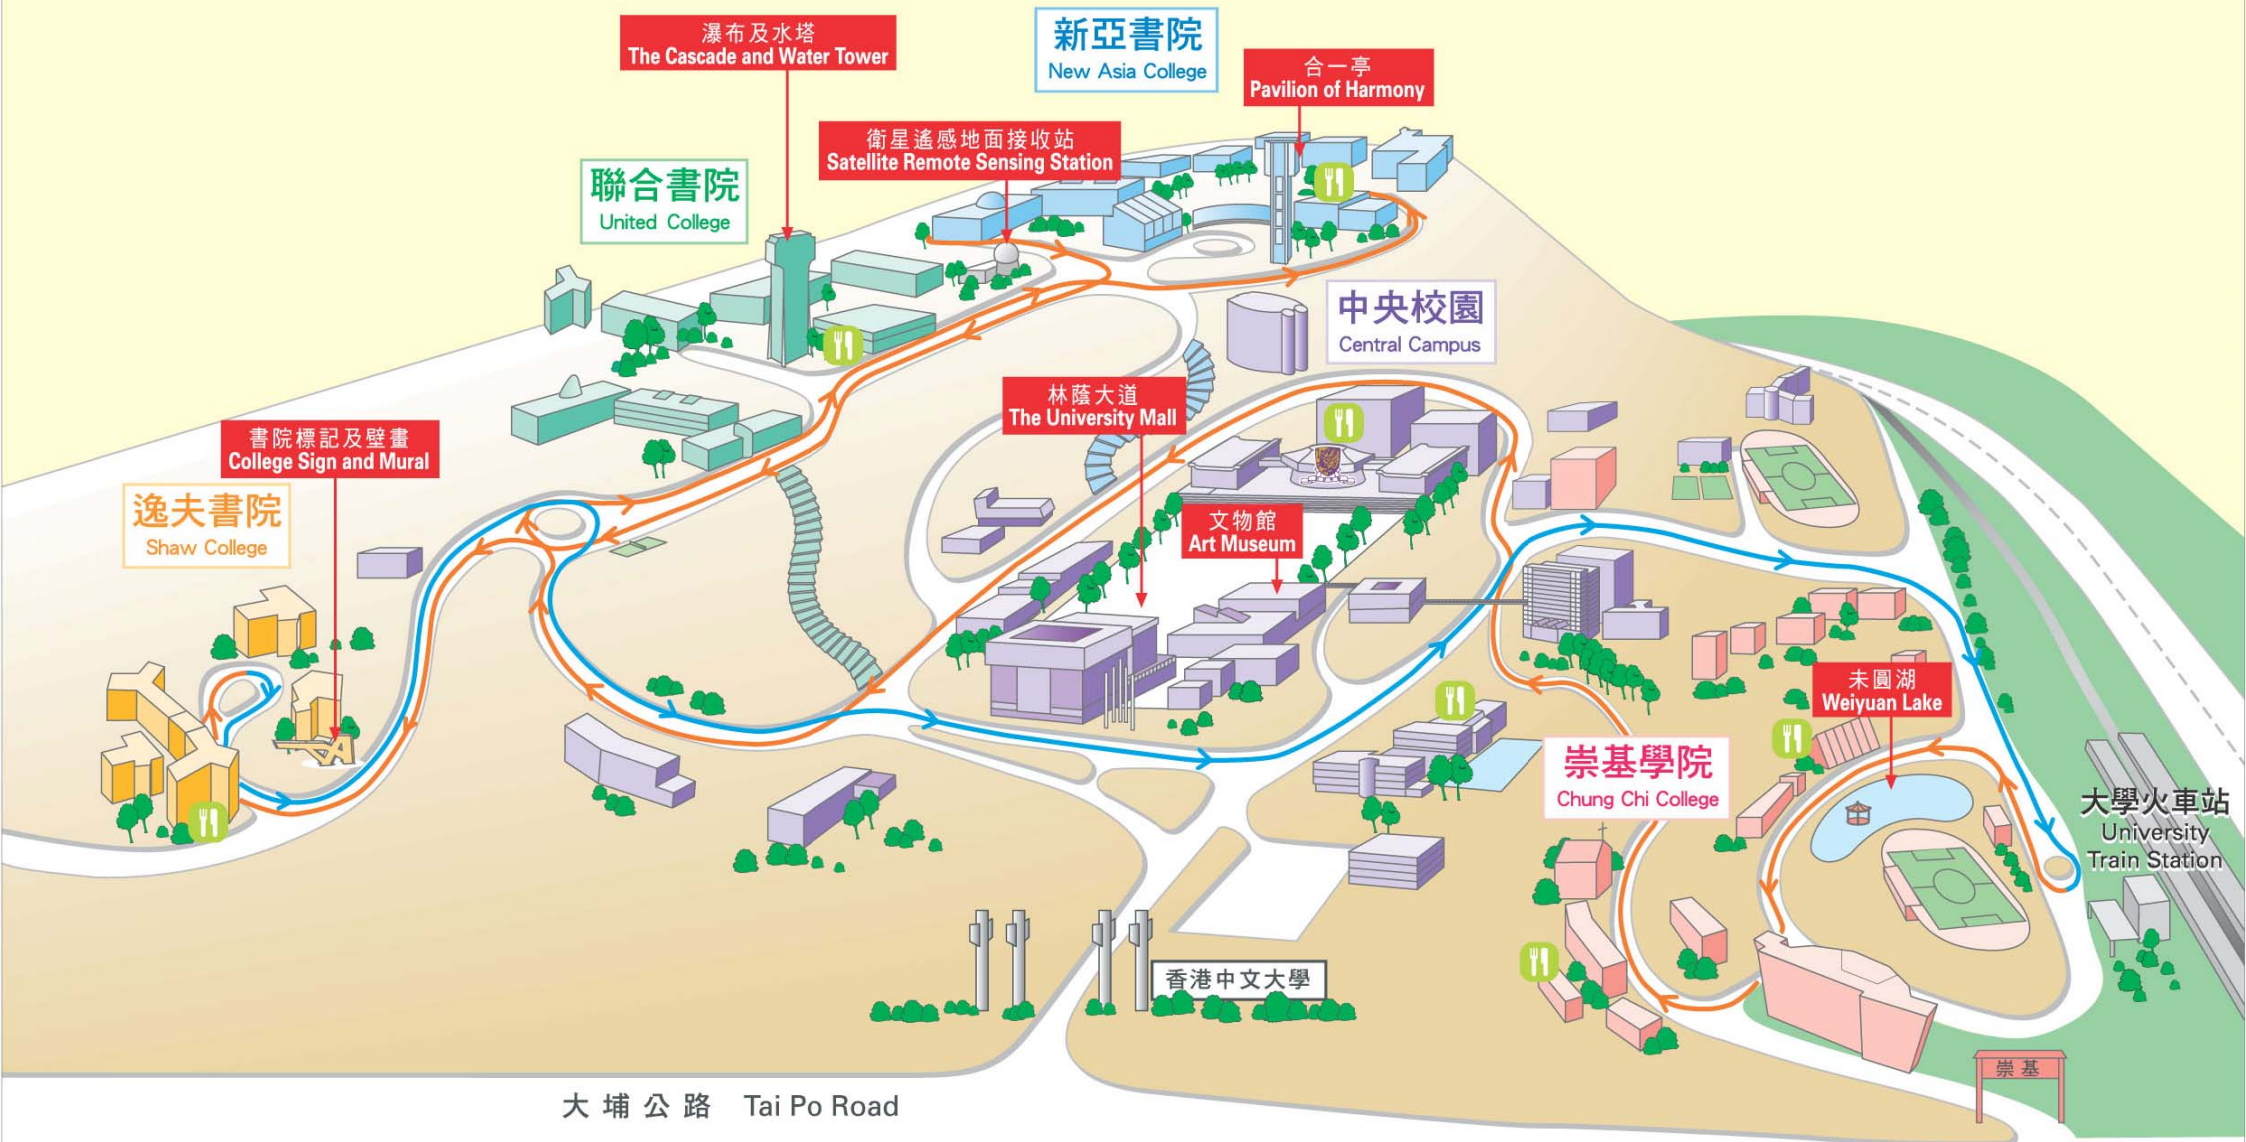 瀑布及水塔
The Cascade and Water Tower
新亞書院
New Asia College
合一亭
Pavilion of Harmony
衛星遙感地面接收站
Satellite Remote Sensing Station
聯合書院
United College
中央校園
Central Campus
林蔭大道
The University Mall
書院標記及壁畫
College Sign and Mural
逸夫書院
Shaw College
文物館
Art Museum
未圓湖
Weiyuan Lake
崇基學院
Chung Chi College
大學火車站
University
Train Station
香港中文大學
崇基
大埔公路 Tai Po Road